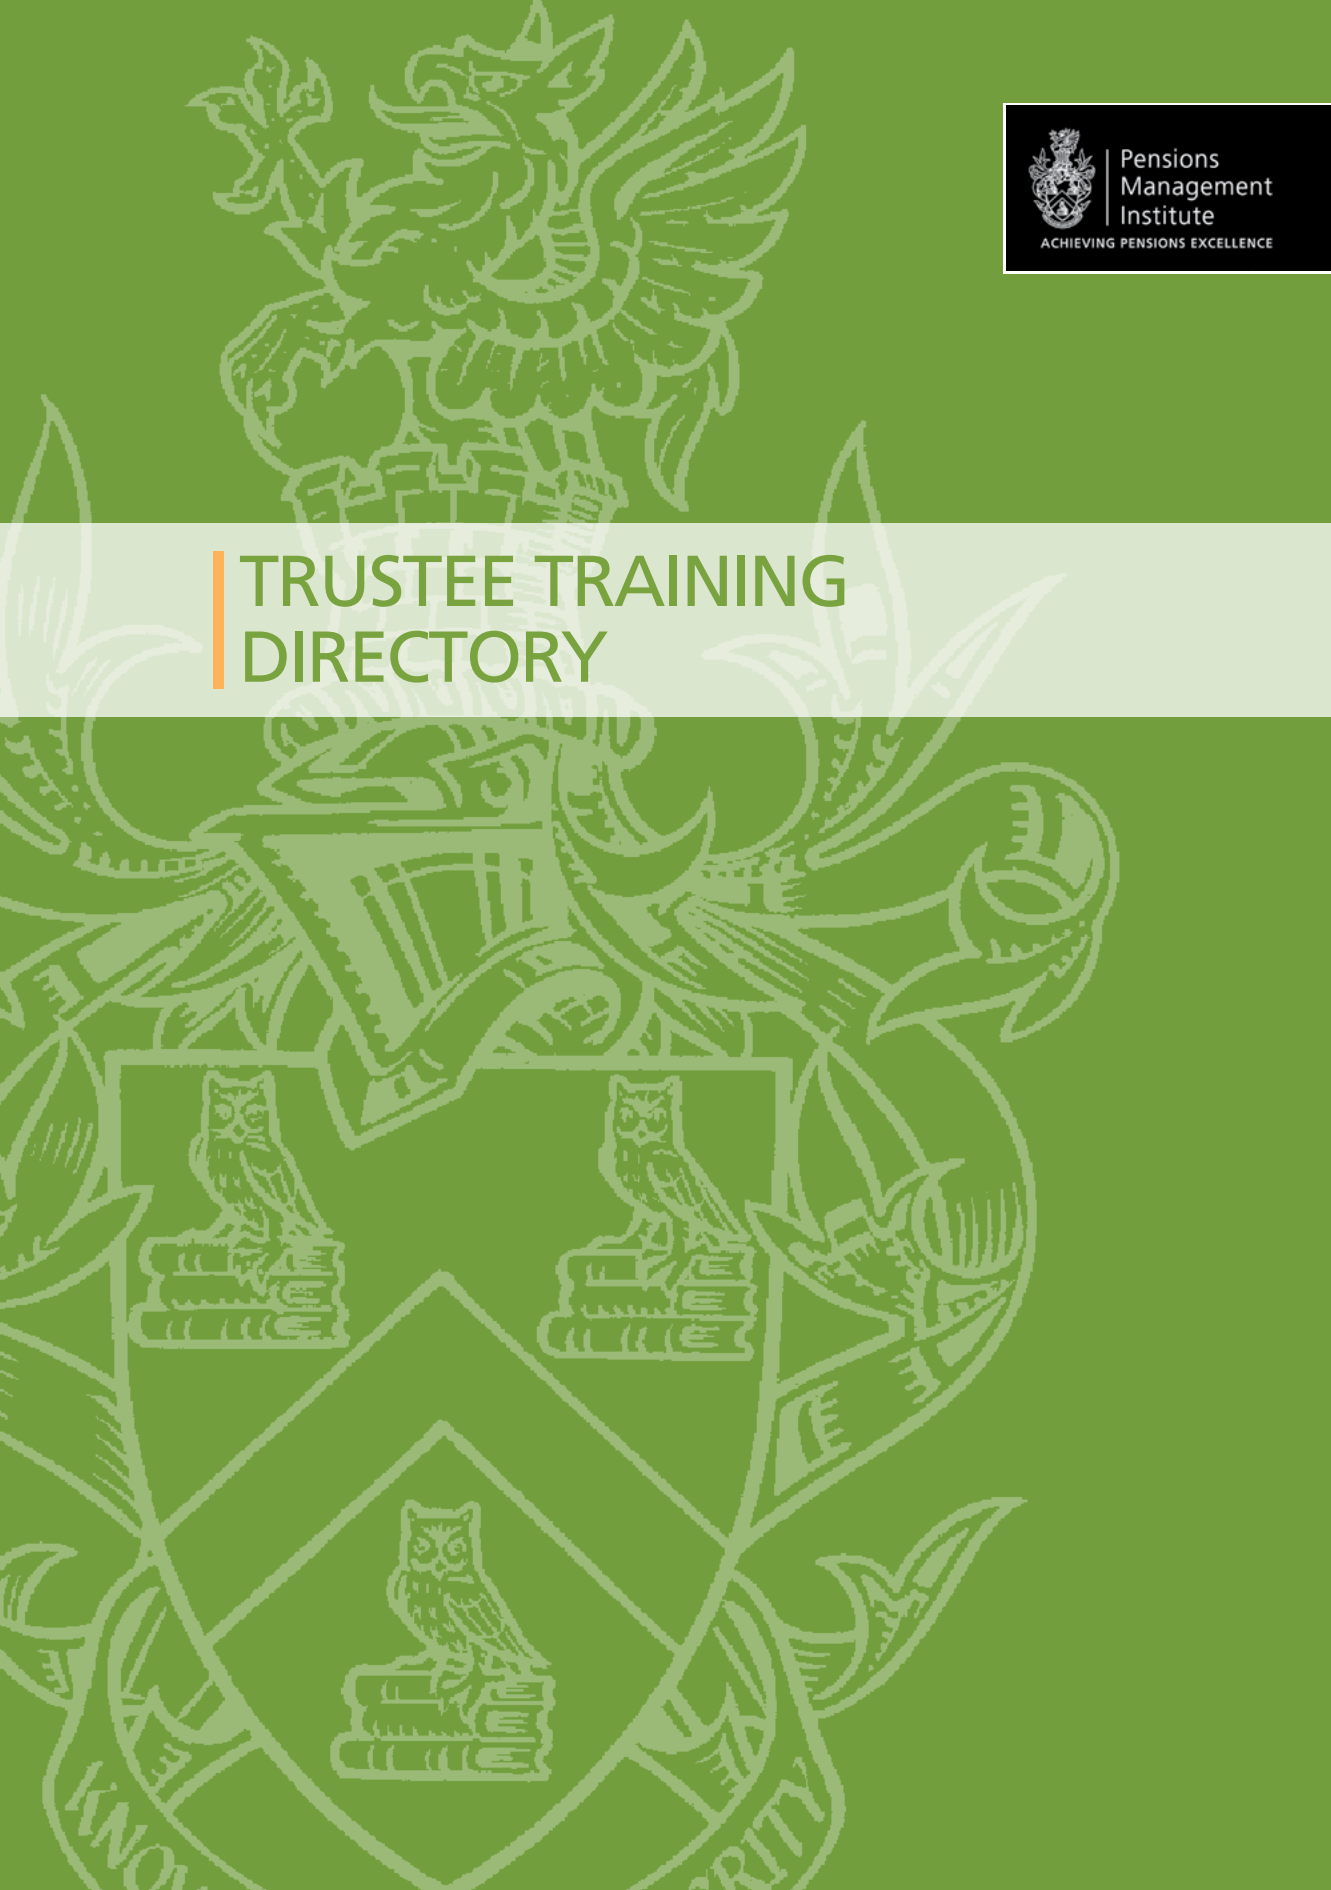 Pensions
Management
Institute
ACHIEVING PENSIONS EXCELLENCE
TRUSTEE TRAINING
DIRECTORY